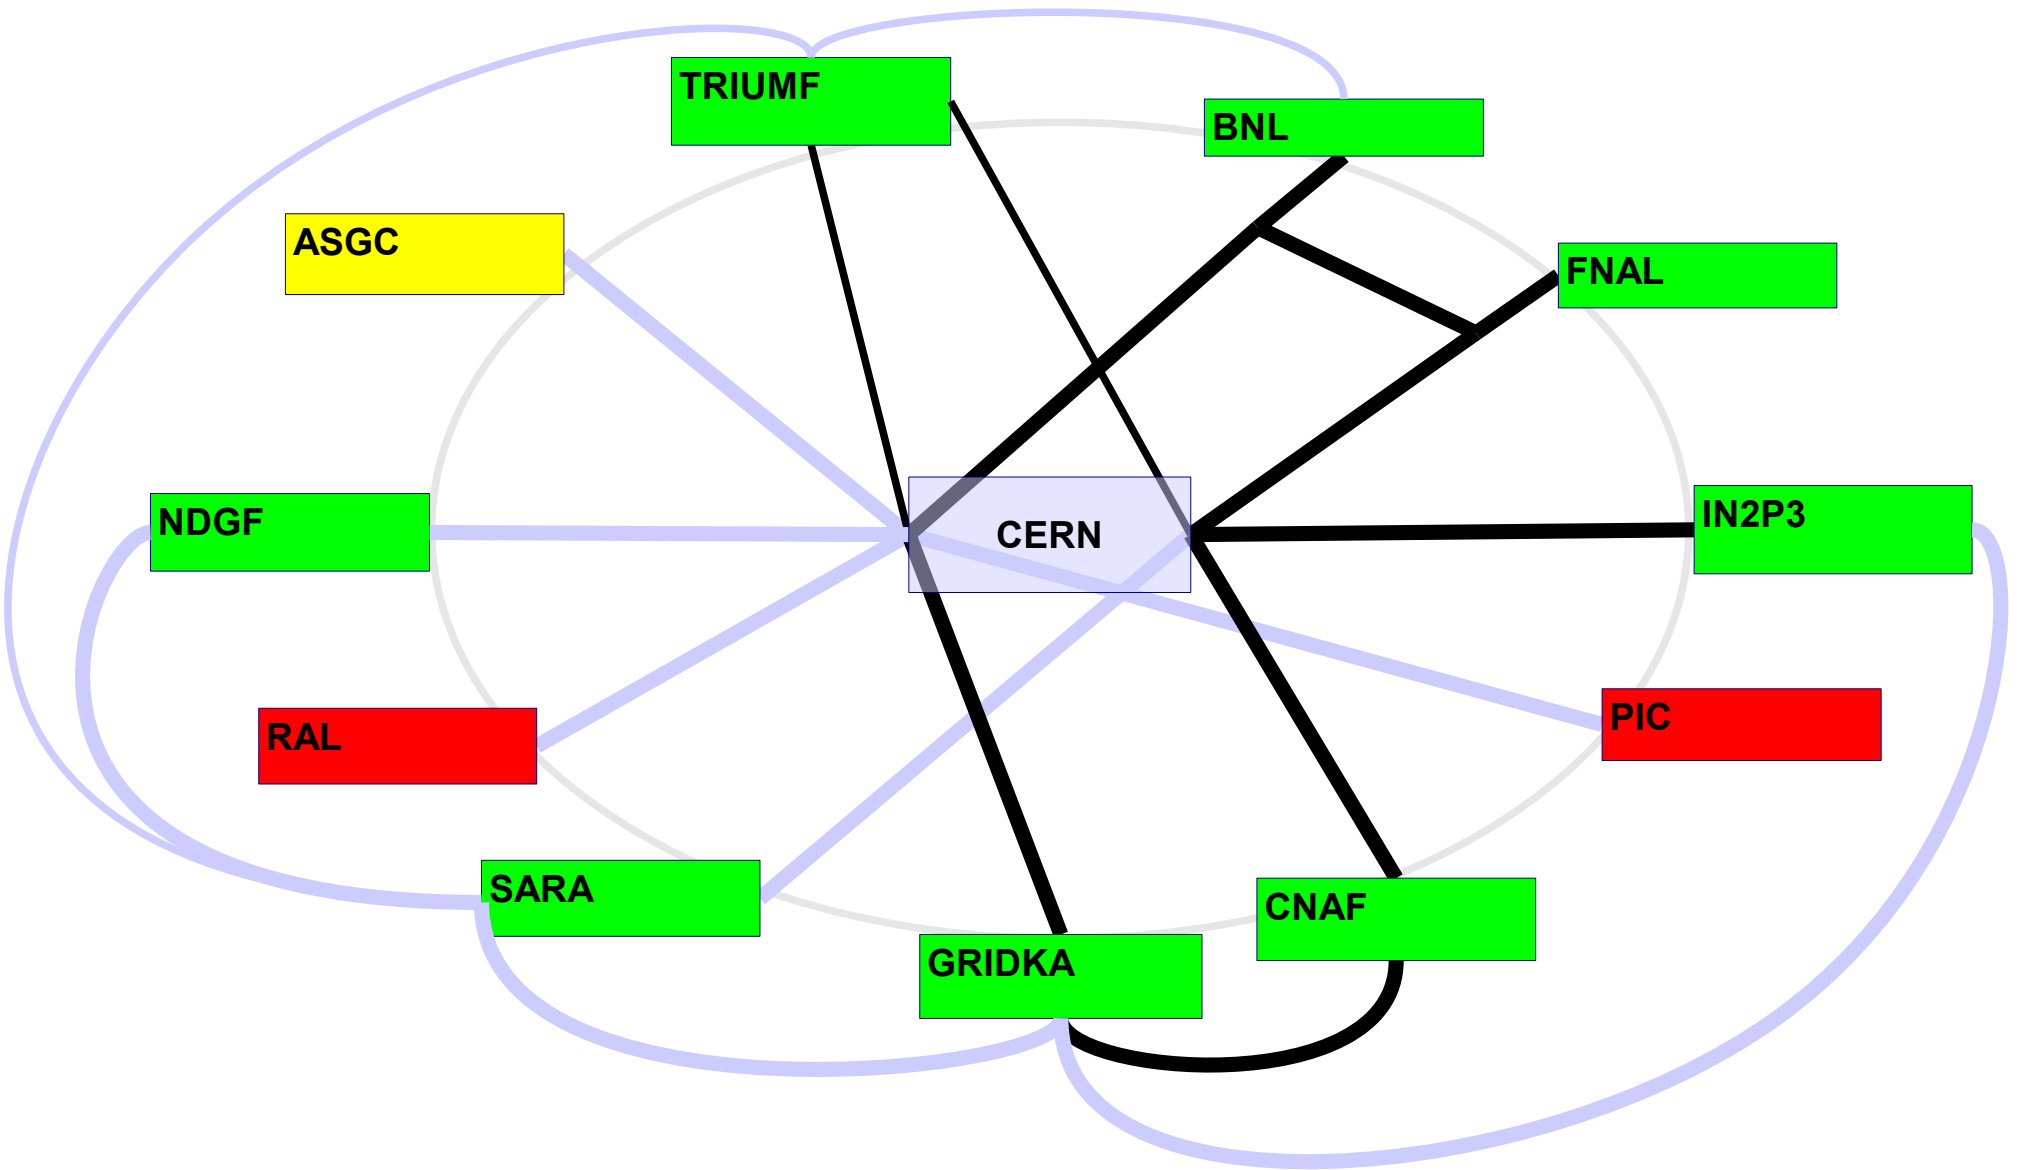 TRIUMF
BNL
ASGC
FNAL
NDGF
CERN
IN2P3
RAL
PIC
SARA
CNAF
GRIDKA